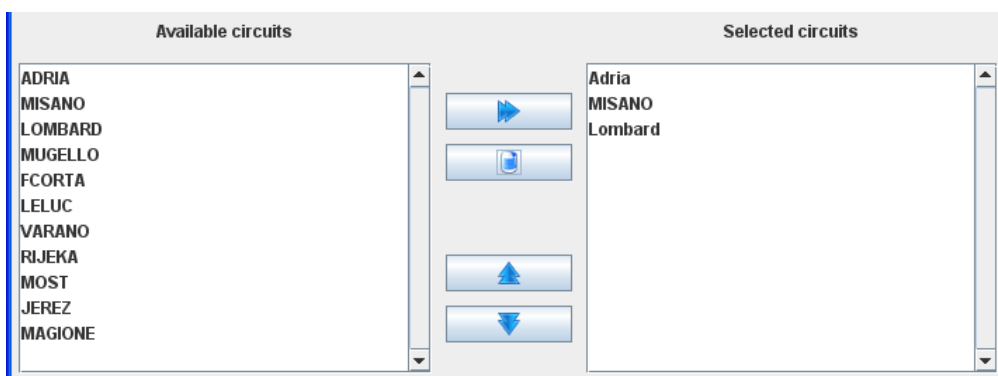 Available circuits
ADRIA
MISANO
LOMBARD
MUGELLO
FCORTA
LELUC
VARANO
RIJEKA
MOST
JEREZ
MAGIONE
Selected circuits
Adria
MISANO
Lombard